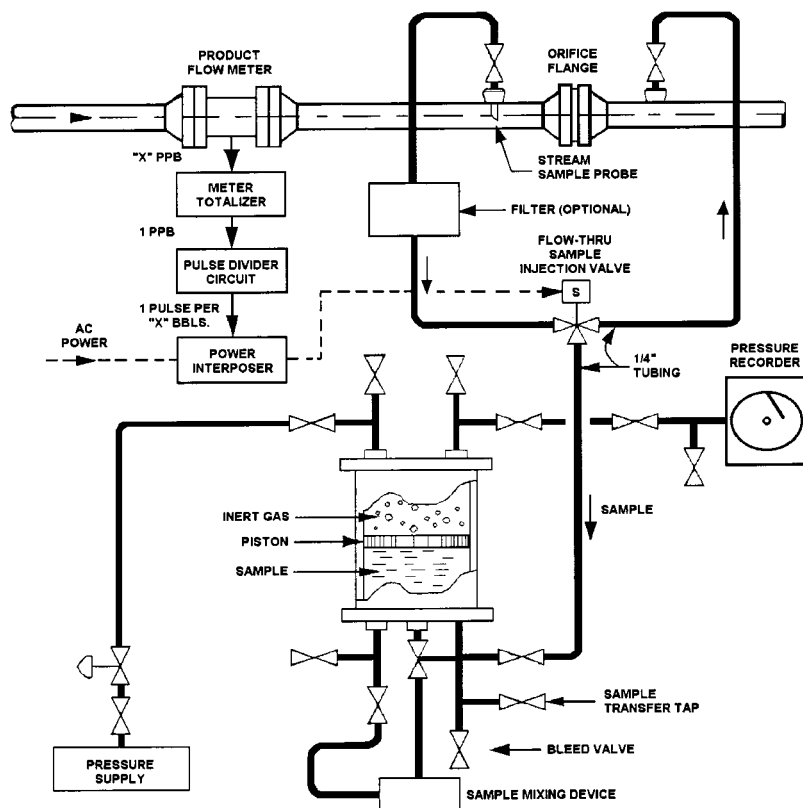 PRODUCT
FLOW METER
ORIFICE
FLANGE
"X" PPB
STREAM
SAMPLE PROBE
METER
TOTALIZER
FILTER (OPTIONAL)
1 PPB
FLOW-THRU
SAMPLE
INJECTION VALVE
PULSE DIVIDER
CIRCUIT
S
1 PULSE PER
"X" BBLS.
AC
POWER
POWER
INTERPOSER
1/4"
TUBING
PRESSURE
RECORDER
INERT GAS
SAMPLE
PISTON
SAMPLE
SAMPLE
TRANSFER TAP
BLEED VALVE
PRESSURE
SUPPLY
SAMPLE MIXING DEVICE